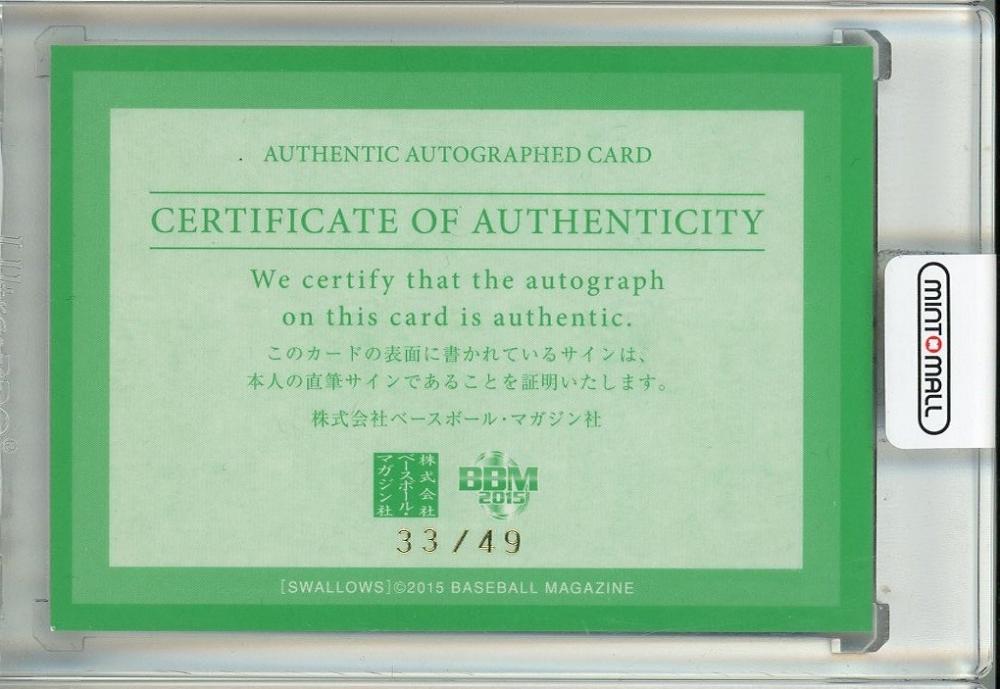 AUTHENTIC AUTOGRAPHED CARD
CERTIFICATE OF AUTHENTICITY
We certify that the autograph
on this card is authentic.
このカードの表面に書かれているサインは、
本人の直筆サインであることを証明いたします。
株式会社ベースボール・マガジン社
株式会社
ベースボール・
マガジン社
BBM
2015
33/49
[SWALLOWS]©2015 BASEBALL MAGAZINE
MINTMALL